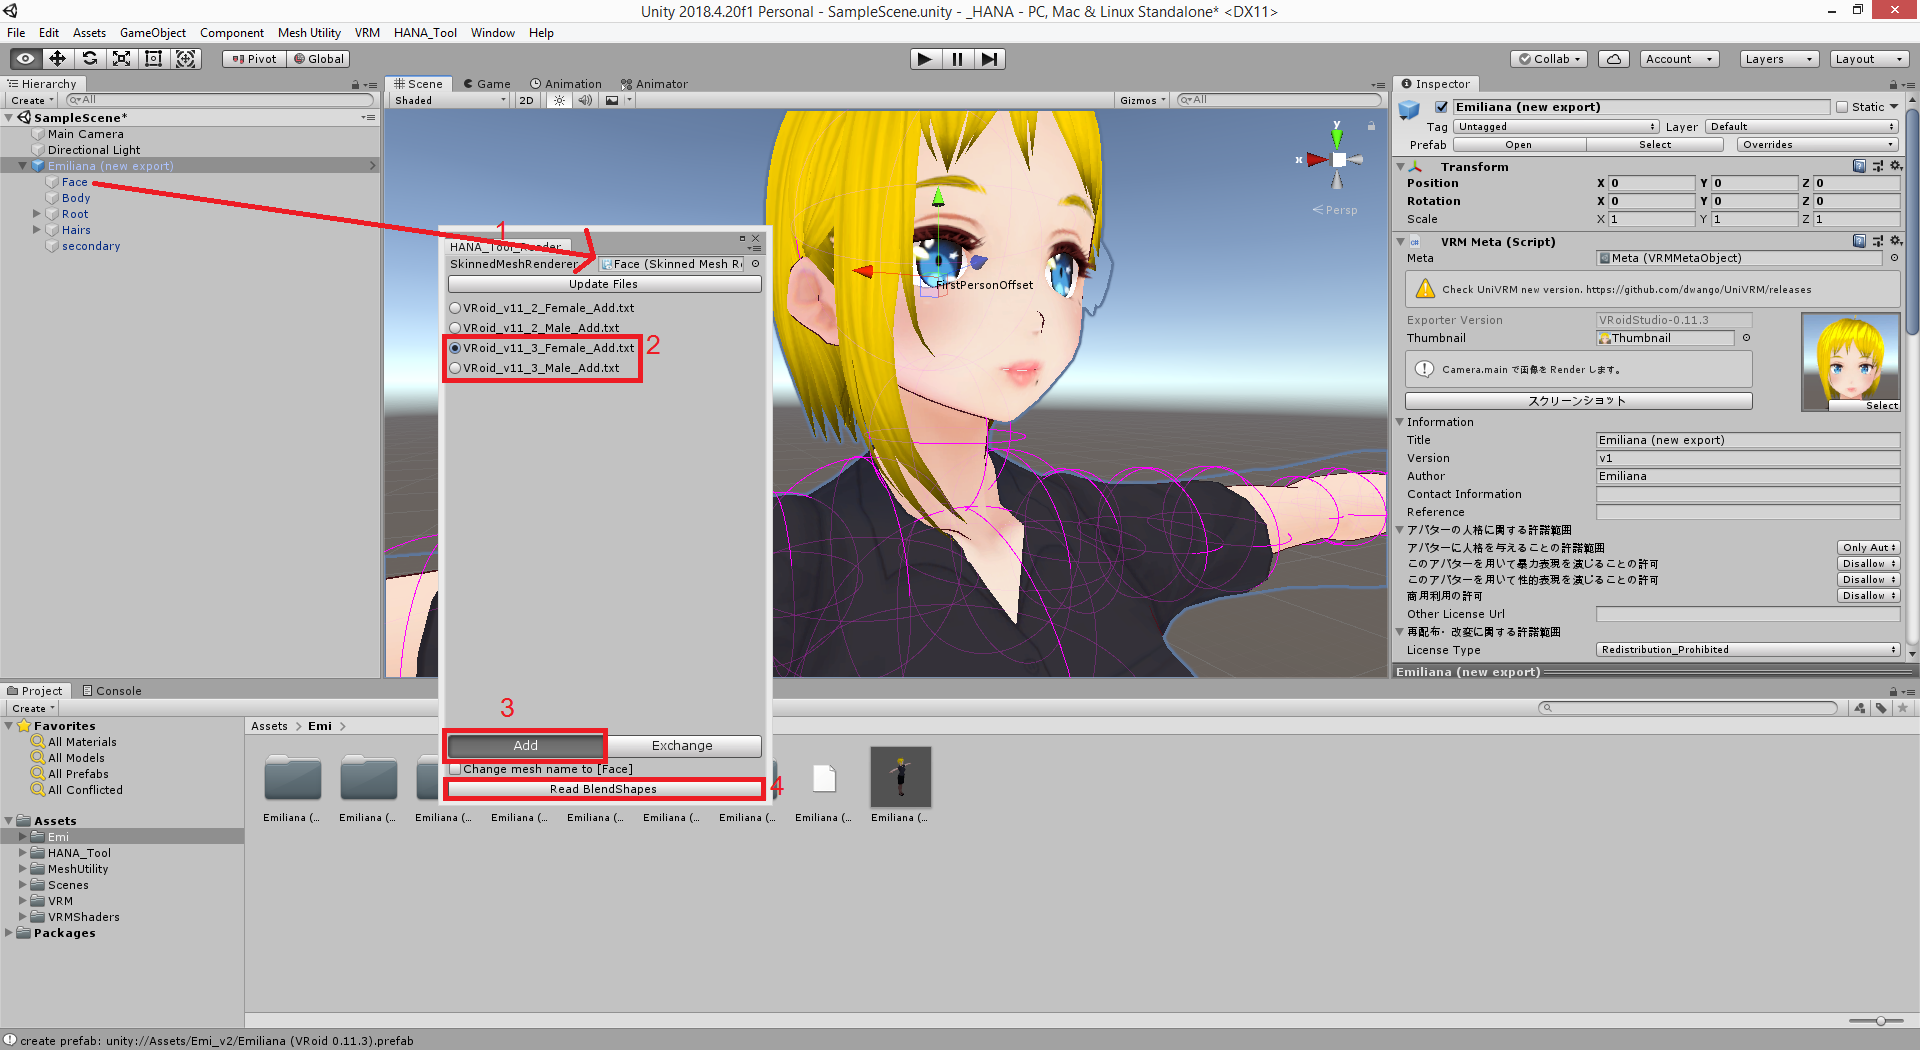 Unity 2018.4.20f1 Personal - SampleScene.unity - _HANA - PC, Mac & Linux Standalone* <DX11>
File Edit Assets GameObject Component Mesh Utility VRM HANA_Tool Window Help
Pivot Global Collab Account Layers Layout
Hierarchy
Create All
SampleScene*
Main Camera
Directional Light
Emiliana (new export)
Face
Body
Root
Hairs
secondary
Scene Game Animation Animator
Shaded 2D Gizmos All
y
x
Persp
FirstPersonOffset
1
HANA_Tool_Render
SkinnedMeshRenderer Face (Skinned Mesh R
Update Files
VRoid_v11_2_Female_Add.txt
VRoid_v11_2_Male_Add.txt
VRoid_v11_3_Female_Add.txt
2
VRoid_v11_3_Male_Add.txt
3
Add Exchange
Change mesh name to [Face]
Read BlendShapes
4
Inspector
Emiliana (new export) Static
Tag Untagged Layer Default
Prefab Open Select Overrides
Transform
Position X 0 Y 0 Z 0
Rotation X 0 Y 0 Z 0
Scale X 1 Y 1 Z 1
VRM Meta (Script)
Meta Meta (VRMMetaObject)
Check UniVRM new version. https://github.com/dwango/UniVRM/releases
Exporter Version VRoidStudio-0.11.3
Thumbnail Thumbnail
Camera.main で画像を Render します。
スクリーンショット
Select
Information
Title Emiliana (new export)
Version v1
Author Emiliana
Contact Information
Reference
アバターの人格に関する許諾範囲
アバターに人格を与えることの許諾範囲 Only Aut
このアバターを用いて暴力表現を演じることの許可 Disallow
このアバターを用いて性的表現を演じることの許可 Disallow
商用利用の許可 Disallow
Other License Url
再配布・改変に関する許諾範囲
License Type Redistribution_Prohibited
Emiliana (new export)
Project Console
Create
Favorites
All Materials
All Models
All Prefabs
All Conflicted
Assets
Emi
HANA_Tool
MeshUtility
Scenes
VRM
VRMShaders
Packages
Assets > Emi >
Emiliana (... Emiliana (... Emiliana (... Emiliana (... Emiliana (... Emiliana (... Emiliana (... Emiliana (... Emiliana (...
create prefab: unity://Assets/Emi_v2/Emiliana (VRoid 0.11.3).prefab